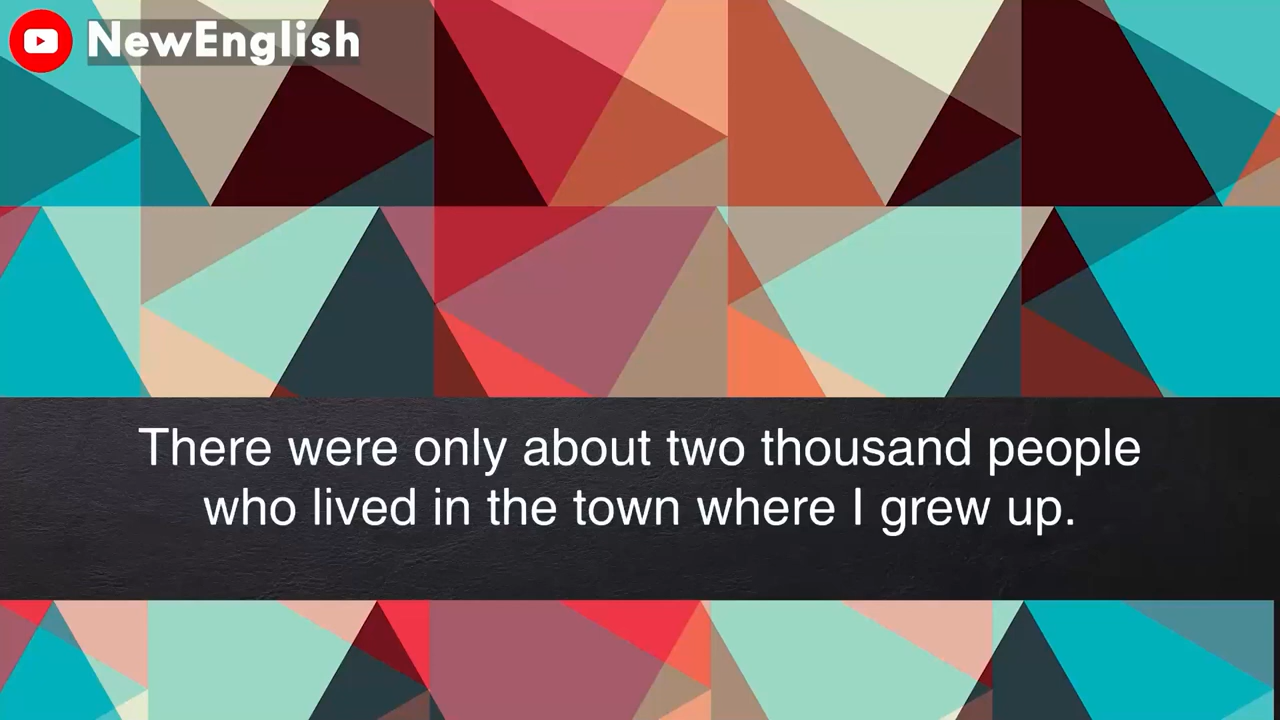 NewEnglish
There were only about two thousand people
who lived in the town where I grew up.